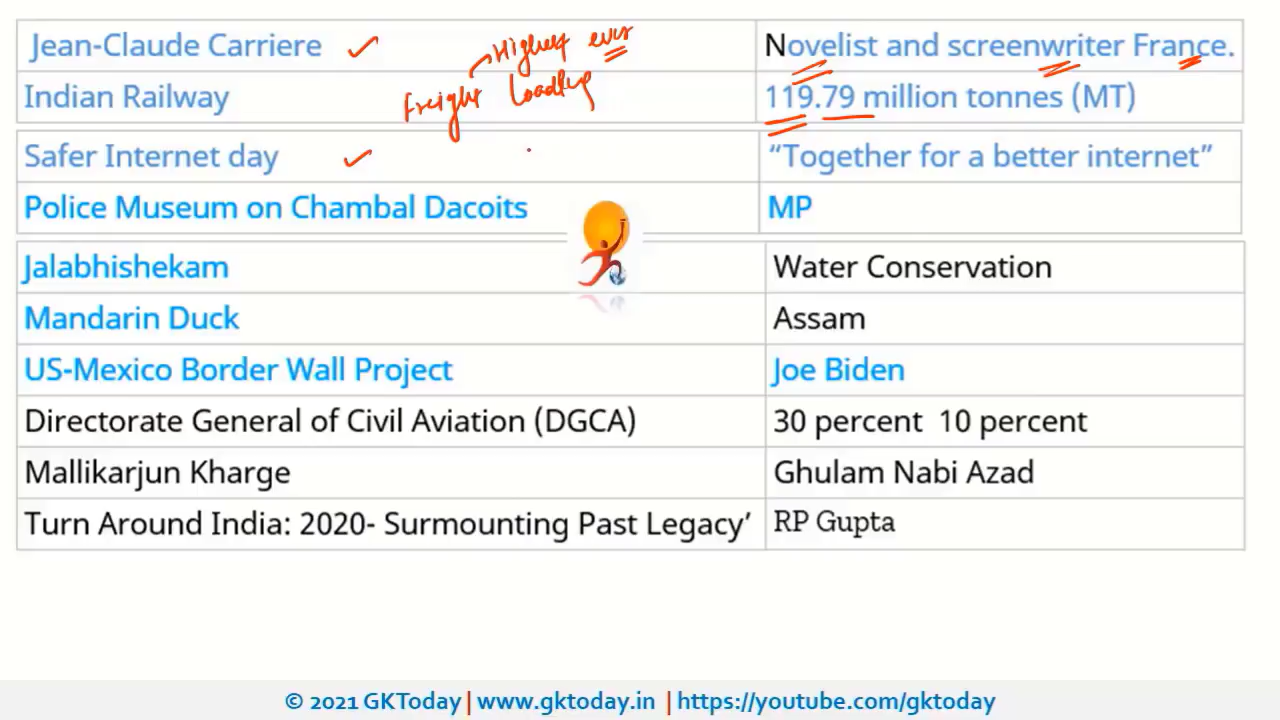 Jean-Claude Carriere Novelist and screenwriter France.
Highest ever
Freight Loading
Indian Railway 119.79 million tonnes (MT)
Safer Internet day “Together for a better internet”
Police Museum on Chambal Dacoits MP
Jalabhishekam Water Conservation
Mandarin Duck Assam
US-Mexico Border Wall Project Joe Biden
Directorate General of Civil Aviation (DGCA) 30 percent 10 percent
Mallikarjun Kharge Ghulam Nabi Azad
Turn Around India: 2020- Surmounting Past Legacy’ RP Gupta
© 2021 GKToday | www.gktoday.in | https://youtube.com/gktoday